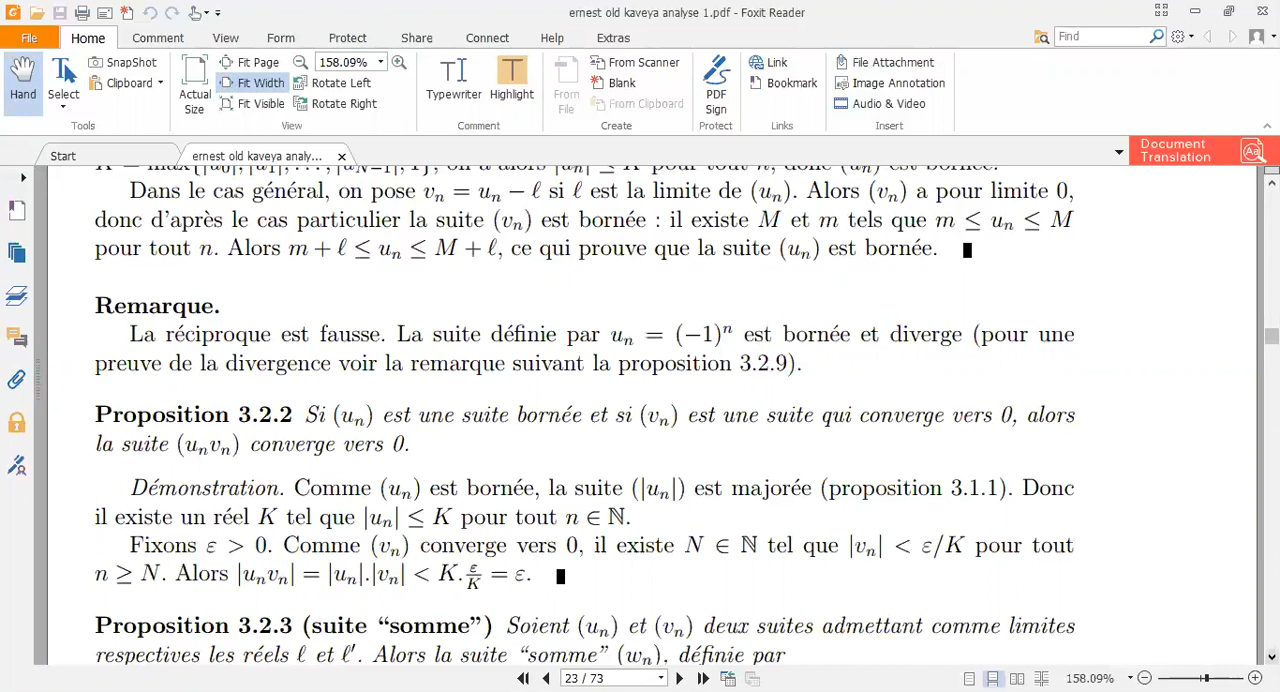 ernest old kaveya analyse 1.pdf - Foxit Reader
File Home Comment View Form Protect Share Connect Help Extras Find
Hand Select SnapShot Clipboard Actual Size Fit Page Fit Width Fit Visible 158.09% Rotate Left Rotate Right Typewriter Highlight From File From Scanner Blank From Clipboard PDF Sign Link Bookmark File Attachment Image Annotation Audio & Video
Tools View Comment Create Protect Links Insert
Start ernest old kaveya analy... Document Translation
Dans le cas général, on pose vₙ = uₙ − ℓ si ℓ est la limite de (uₙ). Alors (vₙ) a pour limite 0,
donc d'après le cas particulier la suite (vₙ) est bornée : il existe M et m tels que m ≤ uₙ ≤ M
pour tout n. Alors m + ℓ ≤ uₙ ≤ M + ℓ, ce qui prouve que la suite (uₙ) est bornée. ∎
Remarque.
La réciproque est fausse. La suite définie par uₙ = (−1)ⁿ est bornée et diverge (pour une
preuve de la divergence voir la remarque suivant la proposition 3.2.9).
Proposition 3.2.2 Si (uₙ) est une suite bornée et si (vₙ) est une suite qui converge vers 0, alors
la suite (uₙvₙ) converge vers 0.
Démonstration. Comme (uₙ) est bornée, la suite (|uₙ|) est majorée (proposition 3.1.1). Donc
il existe un réel K tel que |uₙ| ≤ K pour tout n ∈ ℕ.
Fixons ε > 0. Comme (vₙ) converge vers 0, il existe N ∈ ℕ tel que |vₙ| < ε/K pour tout
n ≥ N. Alors |uₙvₙ| = |uₙ|.|vₙ| < K.ε/K = ε. ∎
Proposition 3.2.3 (suite “somme”) Soient (uₙ) et (vₙ) deux suites admettant comme limites
respectives les réels ℓ et ℓ′. Alors la suite “somme” (wₙ), définie par
23 / 73 158.09%